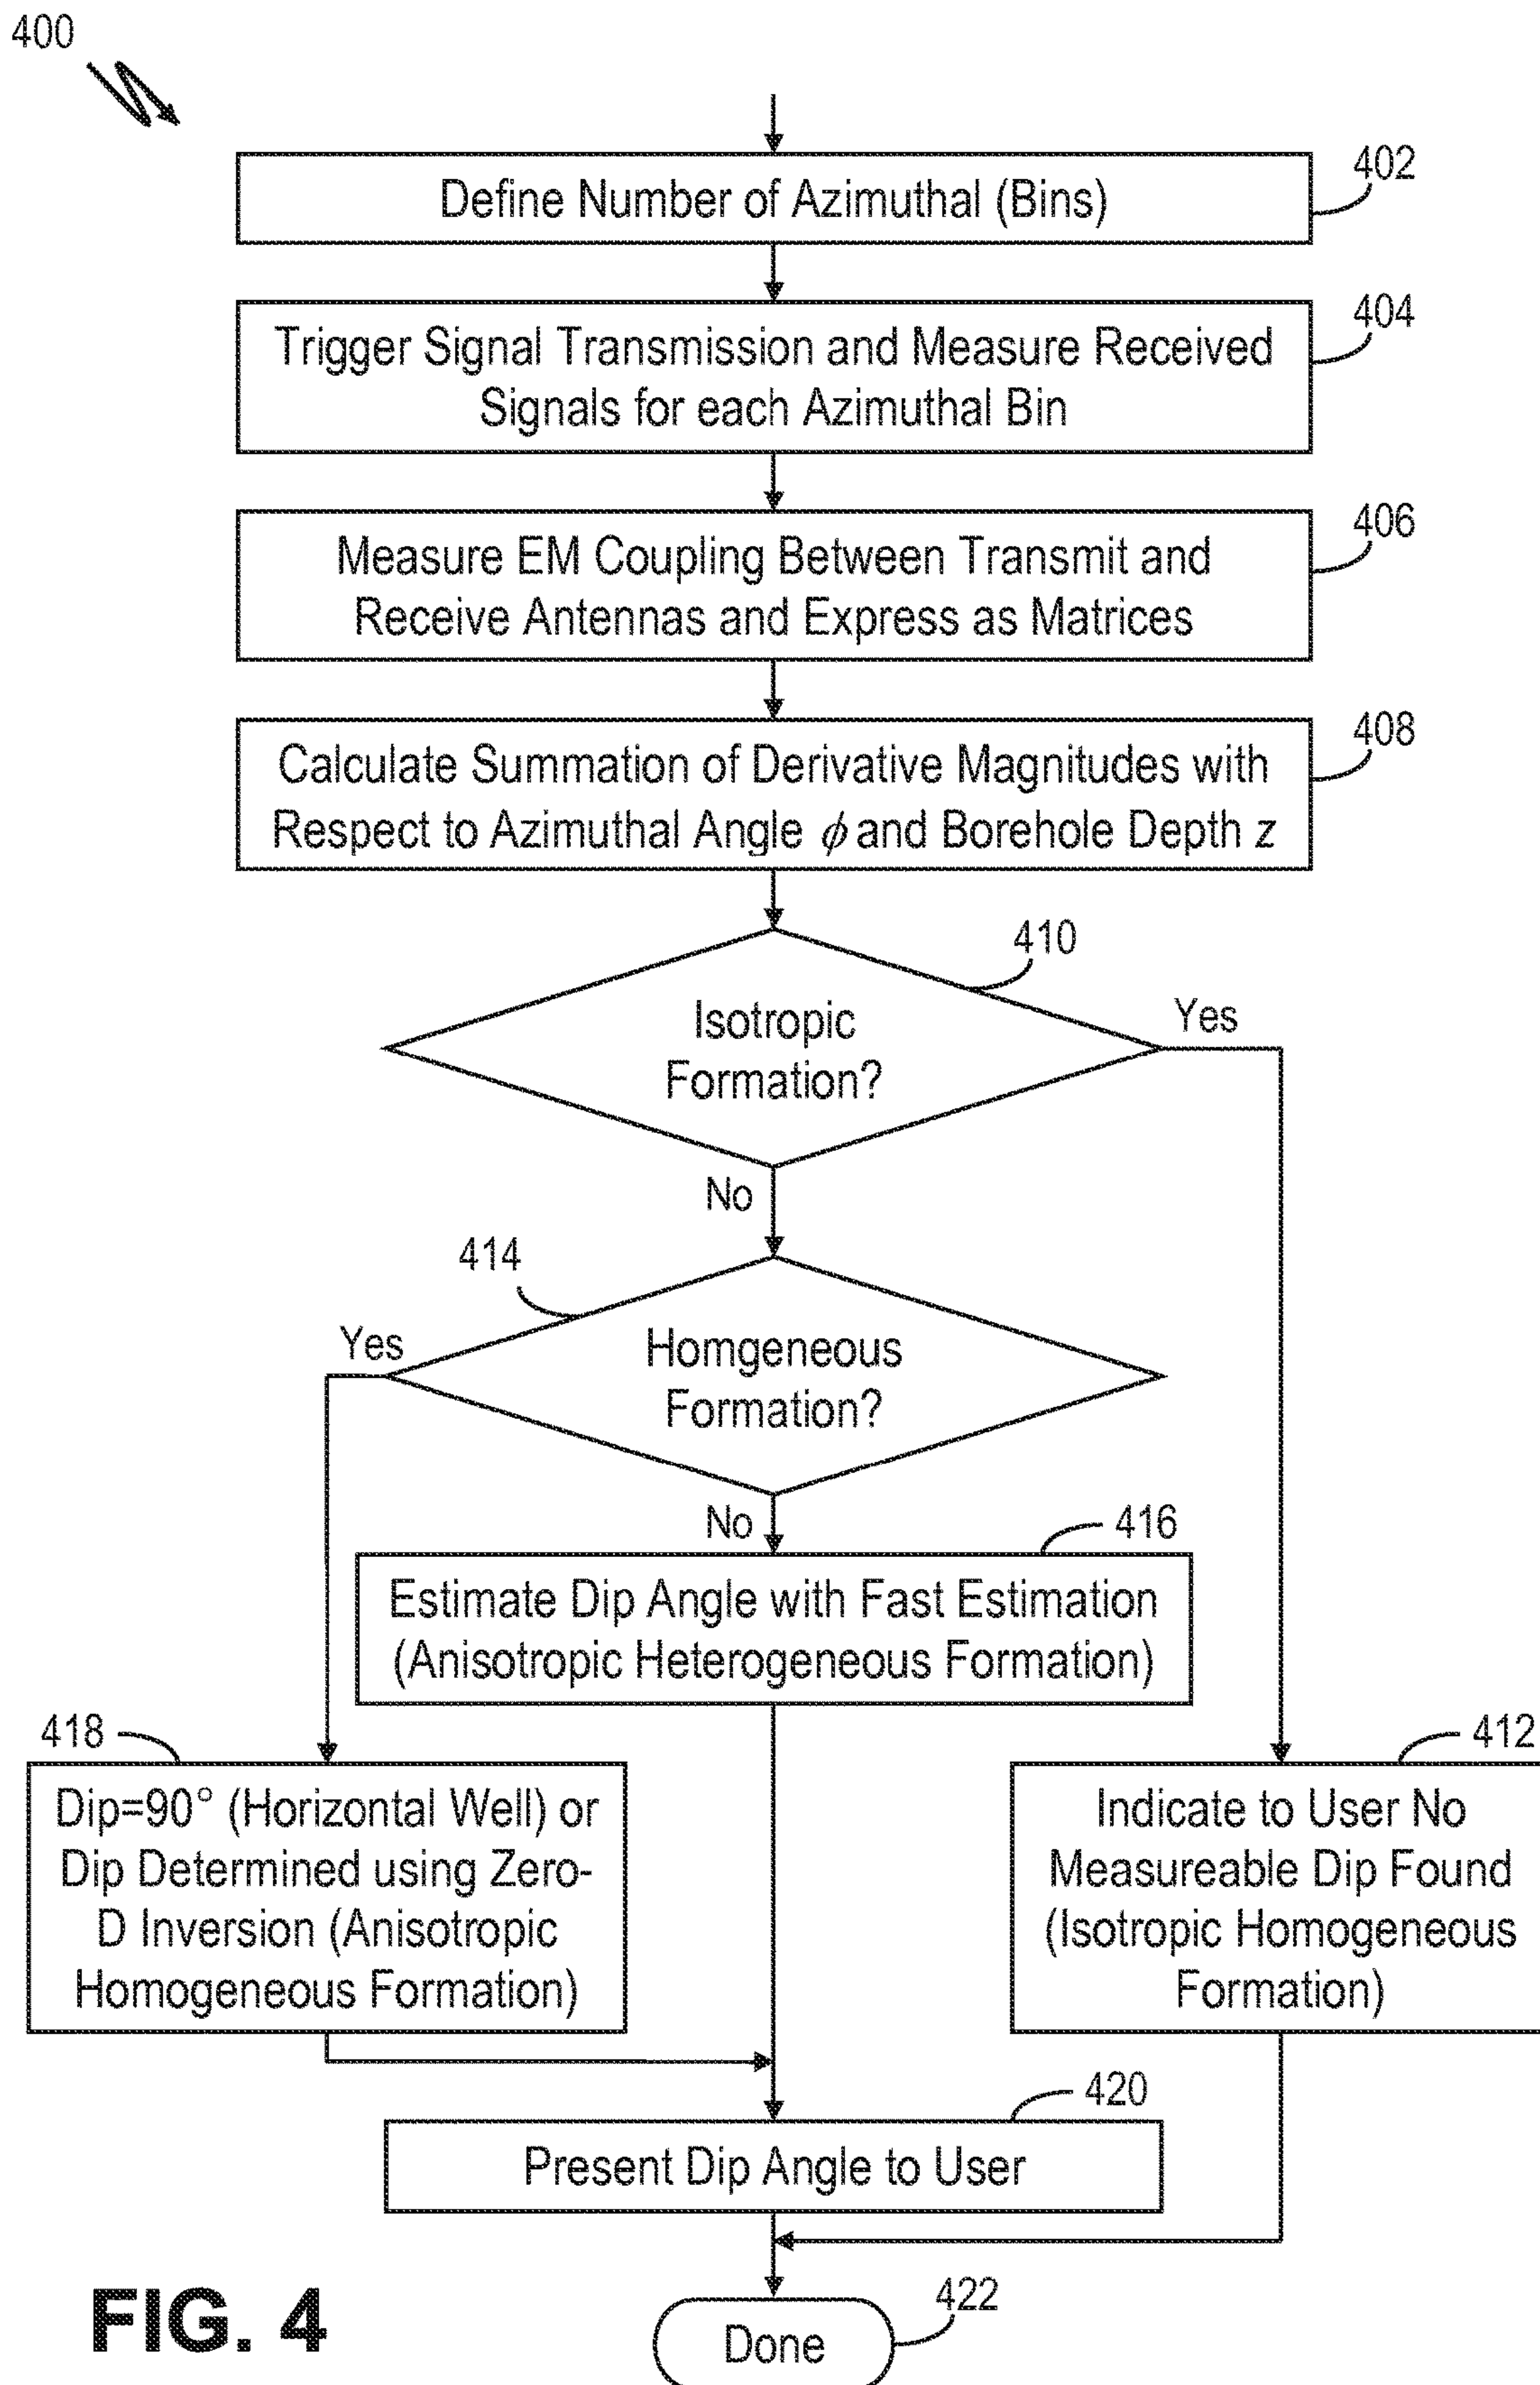 400
Define Number of Azimuthal (Bins)
402
Trigger Signal Transmission and Measure Received
Signals for each Azimuthal Bin
404
Measure EM Coupling Between Transmit and
Receive Antennas and Express as Matrices
406
Calculate Summation of Derivative Magnitudes with
Respect to Azimuthal Angle ϕ and Borehole Depth z
408
410
Isotropic
Formation?
Yes
No
414
Homgeneous
Formation?
Yes
No
416
Estimate Dip Angle with Fast Estimation
(Anisotropic Heterogeneous Formation)
418
Dip=90° (Horizontal Well) or
Dip Determined using Zero-
D Inversion (Anisotropic
Homogeneous Formation)
412
Indicate to User No
Measureable Dip Found
(Isotropic Homogeneous
Formation)
420
Present Dip Angle to User
422
Done
FIG. 4